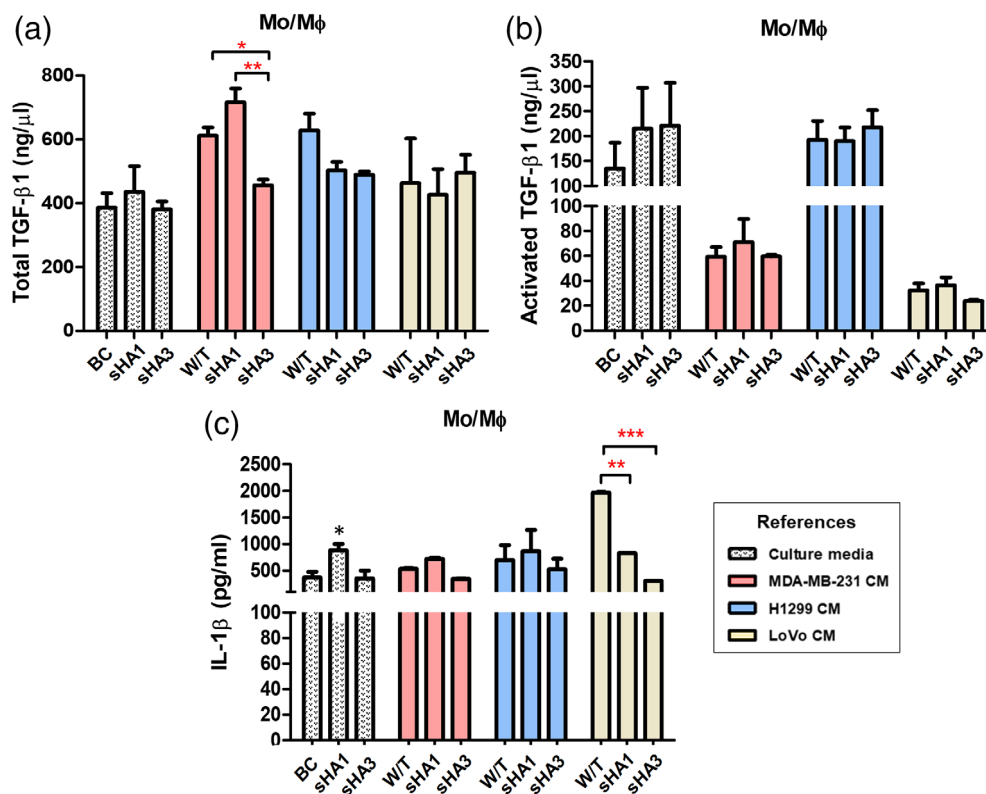 (a)
Mo/Mϕ
Total TGF-β1 (ng/μl)
800
600
400
200
0
*
**
BC sHA1 sHA3 W/T sHA1 sHA3 W/T sHA1 sHA3 W/T sHA1 sHA3
(b)
Mo/Mϕ
Activated TGF-β1 (ng/μl)
350
300
250
200
150
100
100
80
60
40
20
0
BC sHA1 sHA3 W/T sHA1 sHA3 W/T sHA1 sHA3 W/T sHA1 sHA3
(c)
Mo/Mϕ
IL-1β (pg/ml)
2500
2000
1500
1000
500
100
80
60
40
20
0
*
***
**
BC sHA1 sHA3 W/T sHA1 sHA3 W/T sHA1 sHA3 W/T sHA1 sHA3
References
Culture media
MDA-MB-231 CM
H1299 CM
LoVo CM